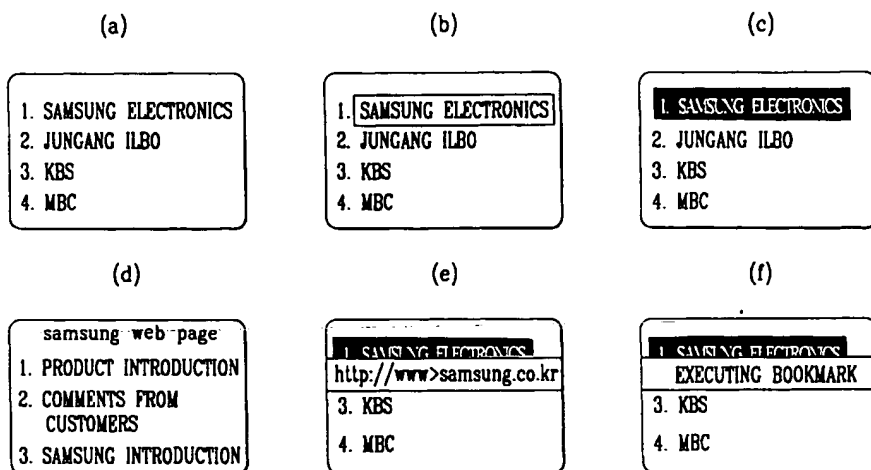 (a)
1. SAMSUNG ELECTRONICS
2. JUNGANG ILBO
3. KBS
4. MBC
(b)
1. SAMSUNG ELECTRONICS
2. JUNGANG ILBO
3. KBS
4. MBC
(c)
1. SAMSUNG ELECTRONICS
2. JUNGANG ILBO
3. KBS
4. MBC
(d)
samsung web page
1. PRODUCT INTRODUCTION
2. COMMENTS FROM
CUSTOMERS
3. SAMSUNG INTRODUCTION
(e)
1. SAMSUNG ELECTRONICS
http://www>samsung.co.kr
3. KBS
4. MBC
(f)
1. SAMSUNG ELECTRONICS
EXECUTING BOOKMARK
3. KBS
4. MBC